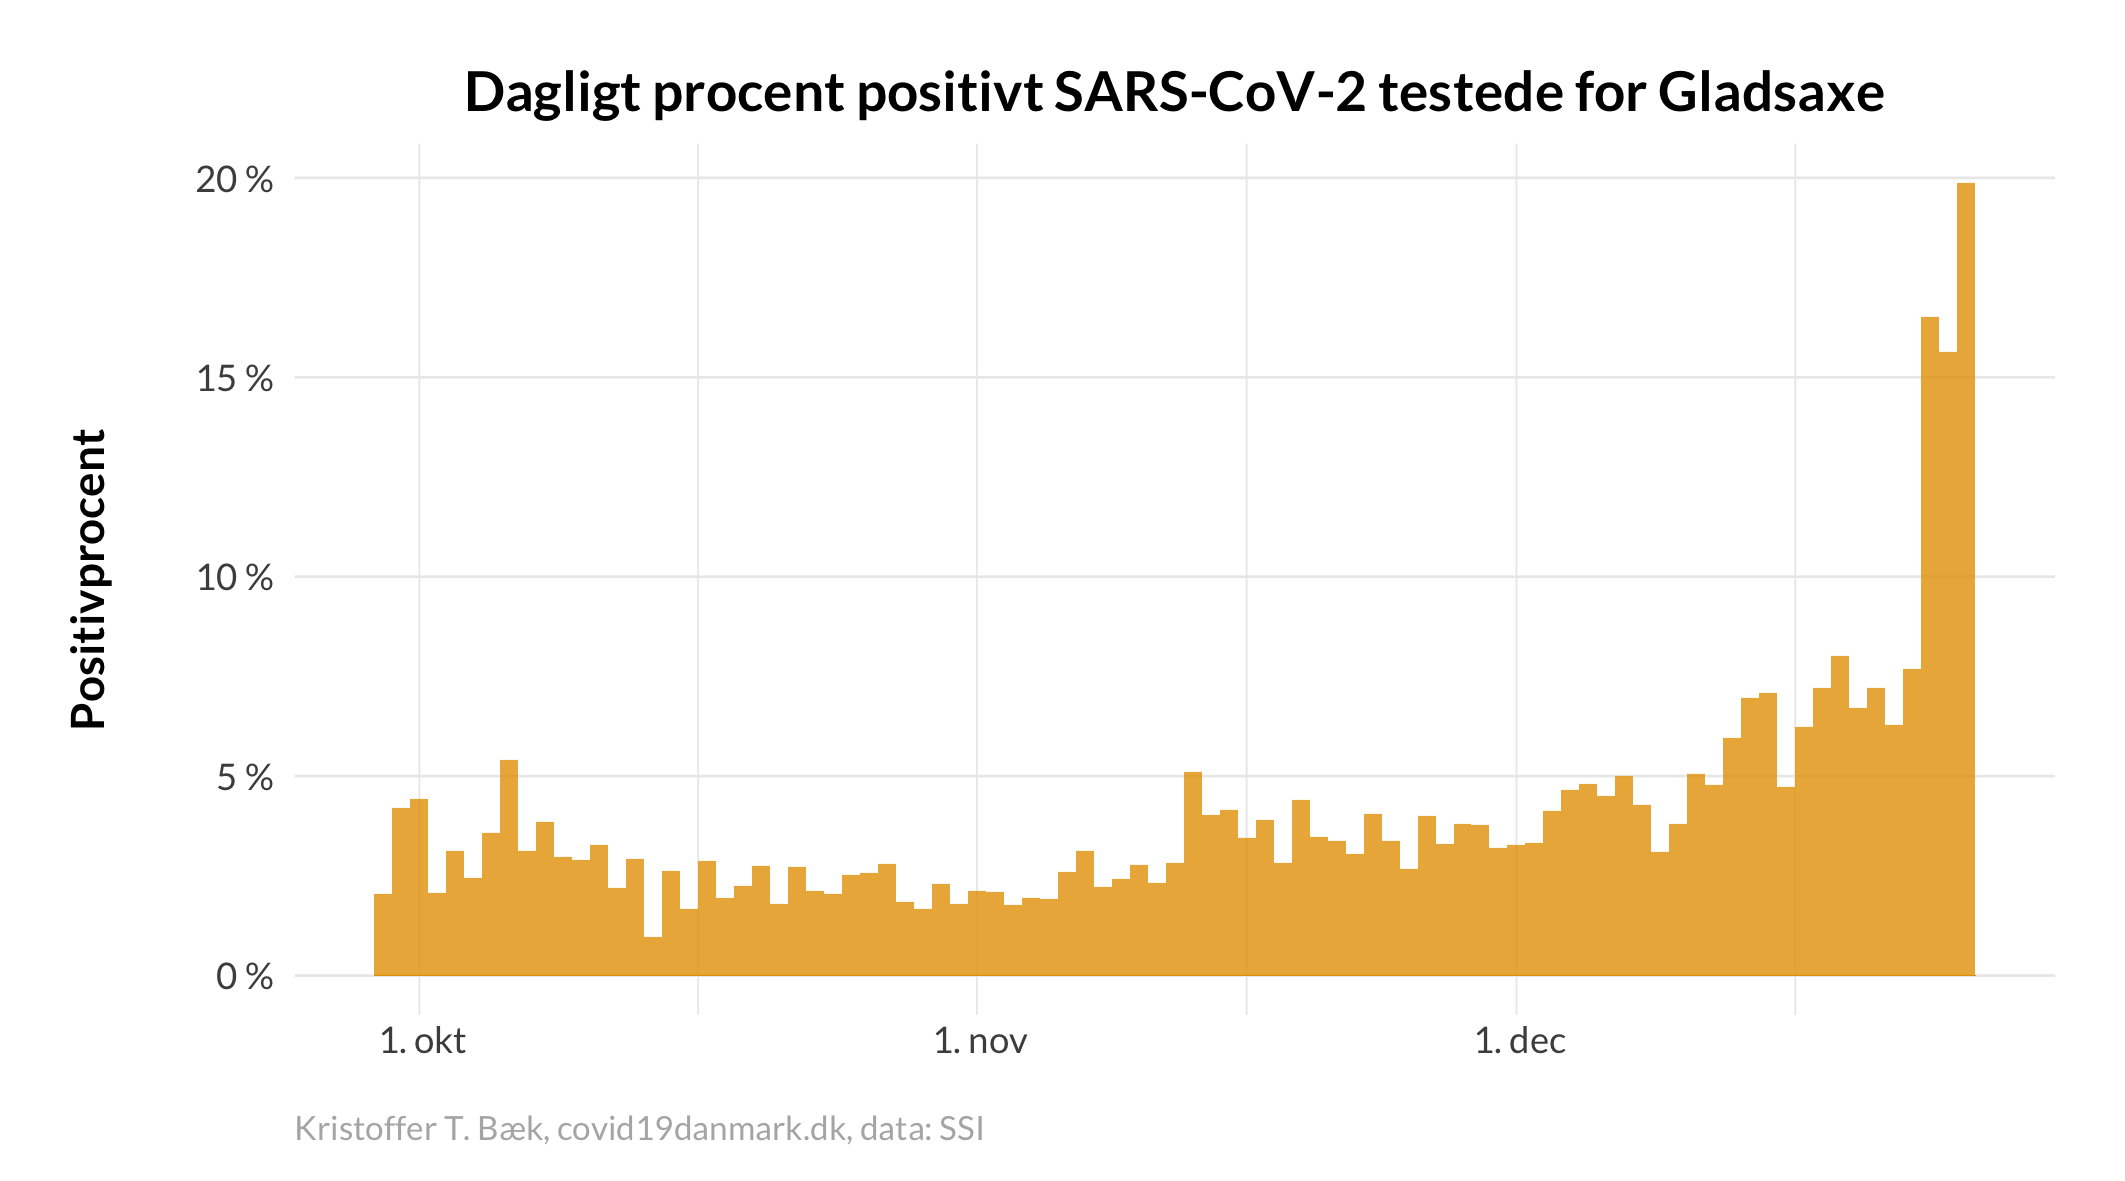 Dagligt procent positivt SARS-CoV-2 testede for Gladsaxe
Positivprocent
20 %
15 %
10 %
5 %
0 %
1. okt
1. nov
1. dec
Kristoffer T. Bæk, covid19danmark.dk, data: SSI